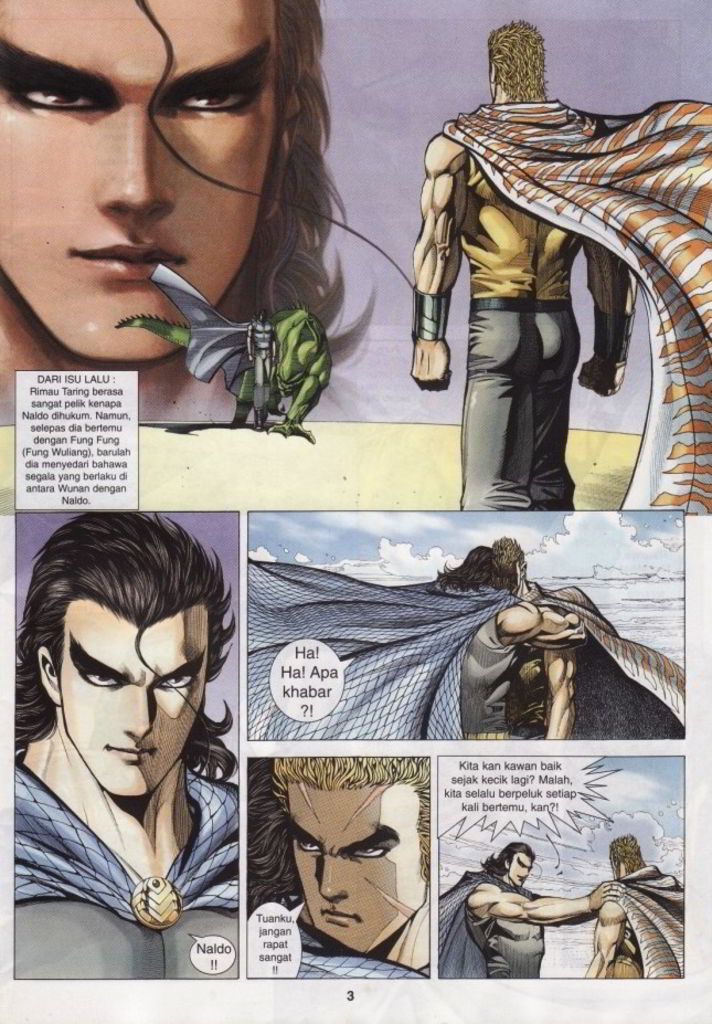 DARI ISU LALU :
Rimau Taring berasa
sangat pelik kenapa
Naldo dihukum. Namun,
selepas dia bertemu
dengan Fung Fung
(Fung Wuliang), barulah
dia menyedari bahawa
segala yang berlaku di
antara Wunan dengan
Naldo.
Naldo
!!
Ha!
Ha! Apa
khabar
?!
Tuanku,
jangan
rapat
!!
Kita kan kawan baik
sejak kecik lagi? Malah,
kita selalu berpeluk setiap
kali bertemu, kan?!
3